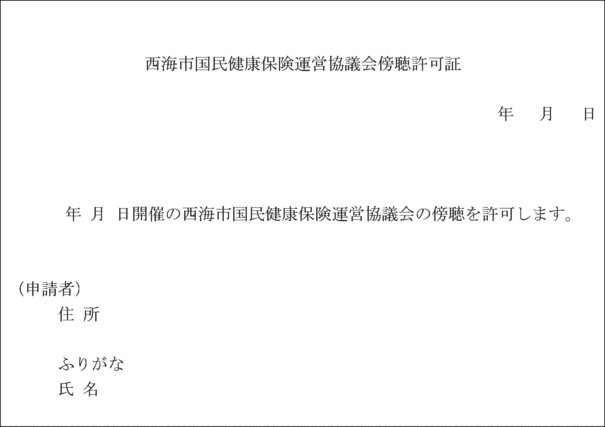 西海市国民健康保険運営協議会傍聴許可証
年　月　日
年 月 日開催の西海市国民健康保険運営協議会の傍聴を許可します。
（申請者）
住 所
ふりがな
氏 名